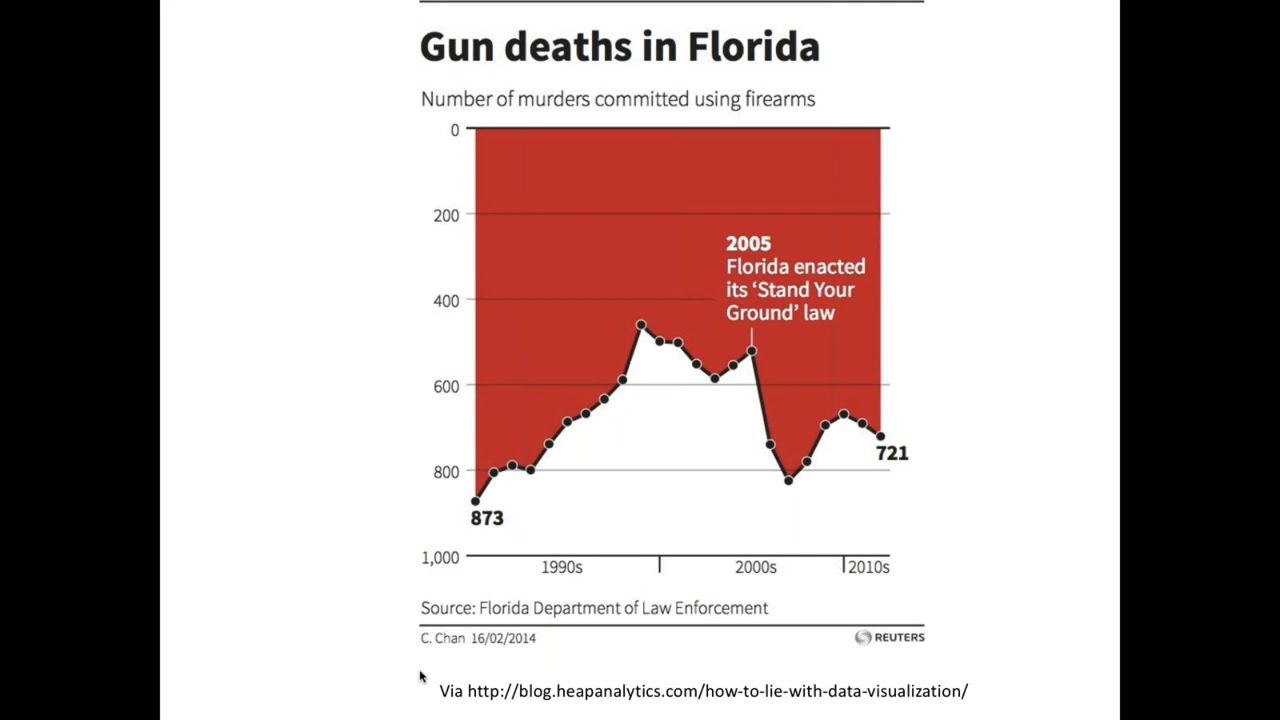 Gun deaths in Florida
Number of murders committed using firearms
0
200
2005
Florida enacted
its ‘Stand Your
Ground’ law
400
600
721
800
873
1,000
1990s
2000s
2010s
Source: Florida Department of Law Enforcement
C. Chan 16/02/2014
REUTERS
Via http://blog.heapanalytics.com/how-to-lie-with-data-visualization/